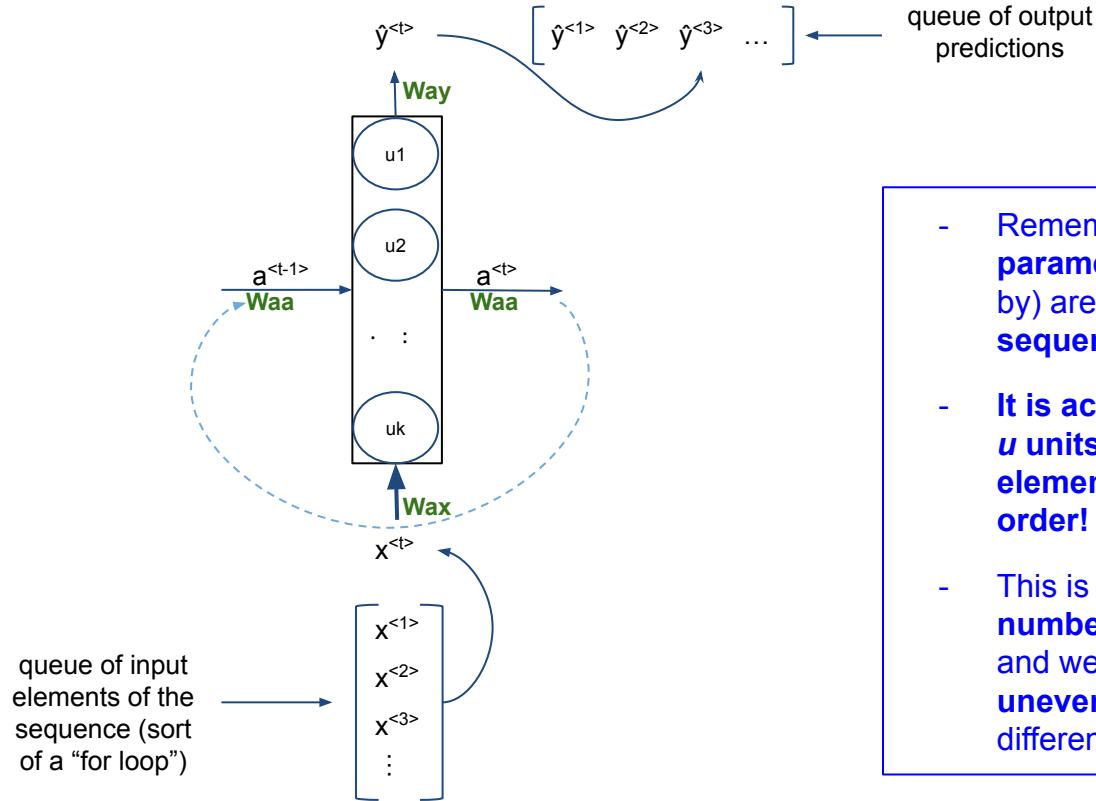 ŷ<t>
[ ŷ<1> ŷ<2> ŷ<3> … ]
queue of output
predictions
Way
u1
u2
a<t-1>
Waa
a<t>
Waa
. :
uk
Wax
x<t>
x<1>
x<2>
x<3>
⋮
queue of input
elements of the
sequence (sort
of a “for loop”)
-
param
by) are
sequen
- It is ac
u units
elemen
order!
- This is
numbe
and we
uneven
differen